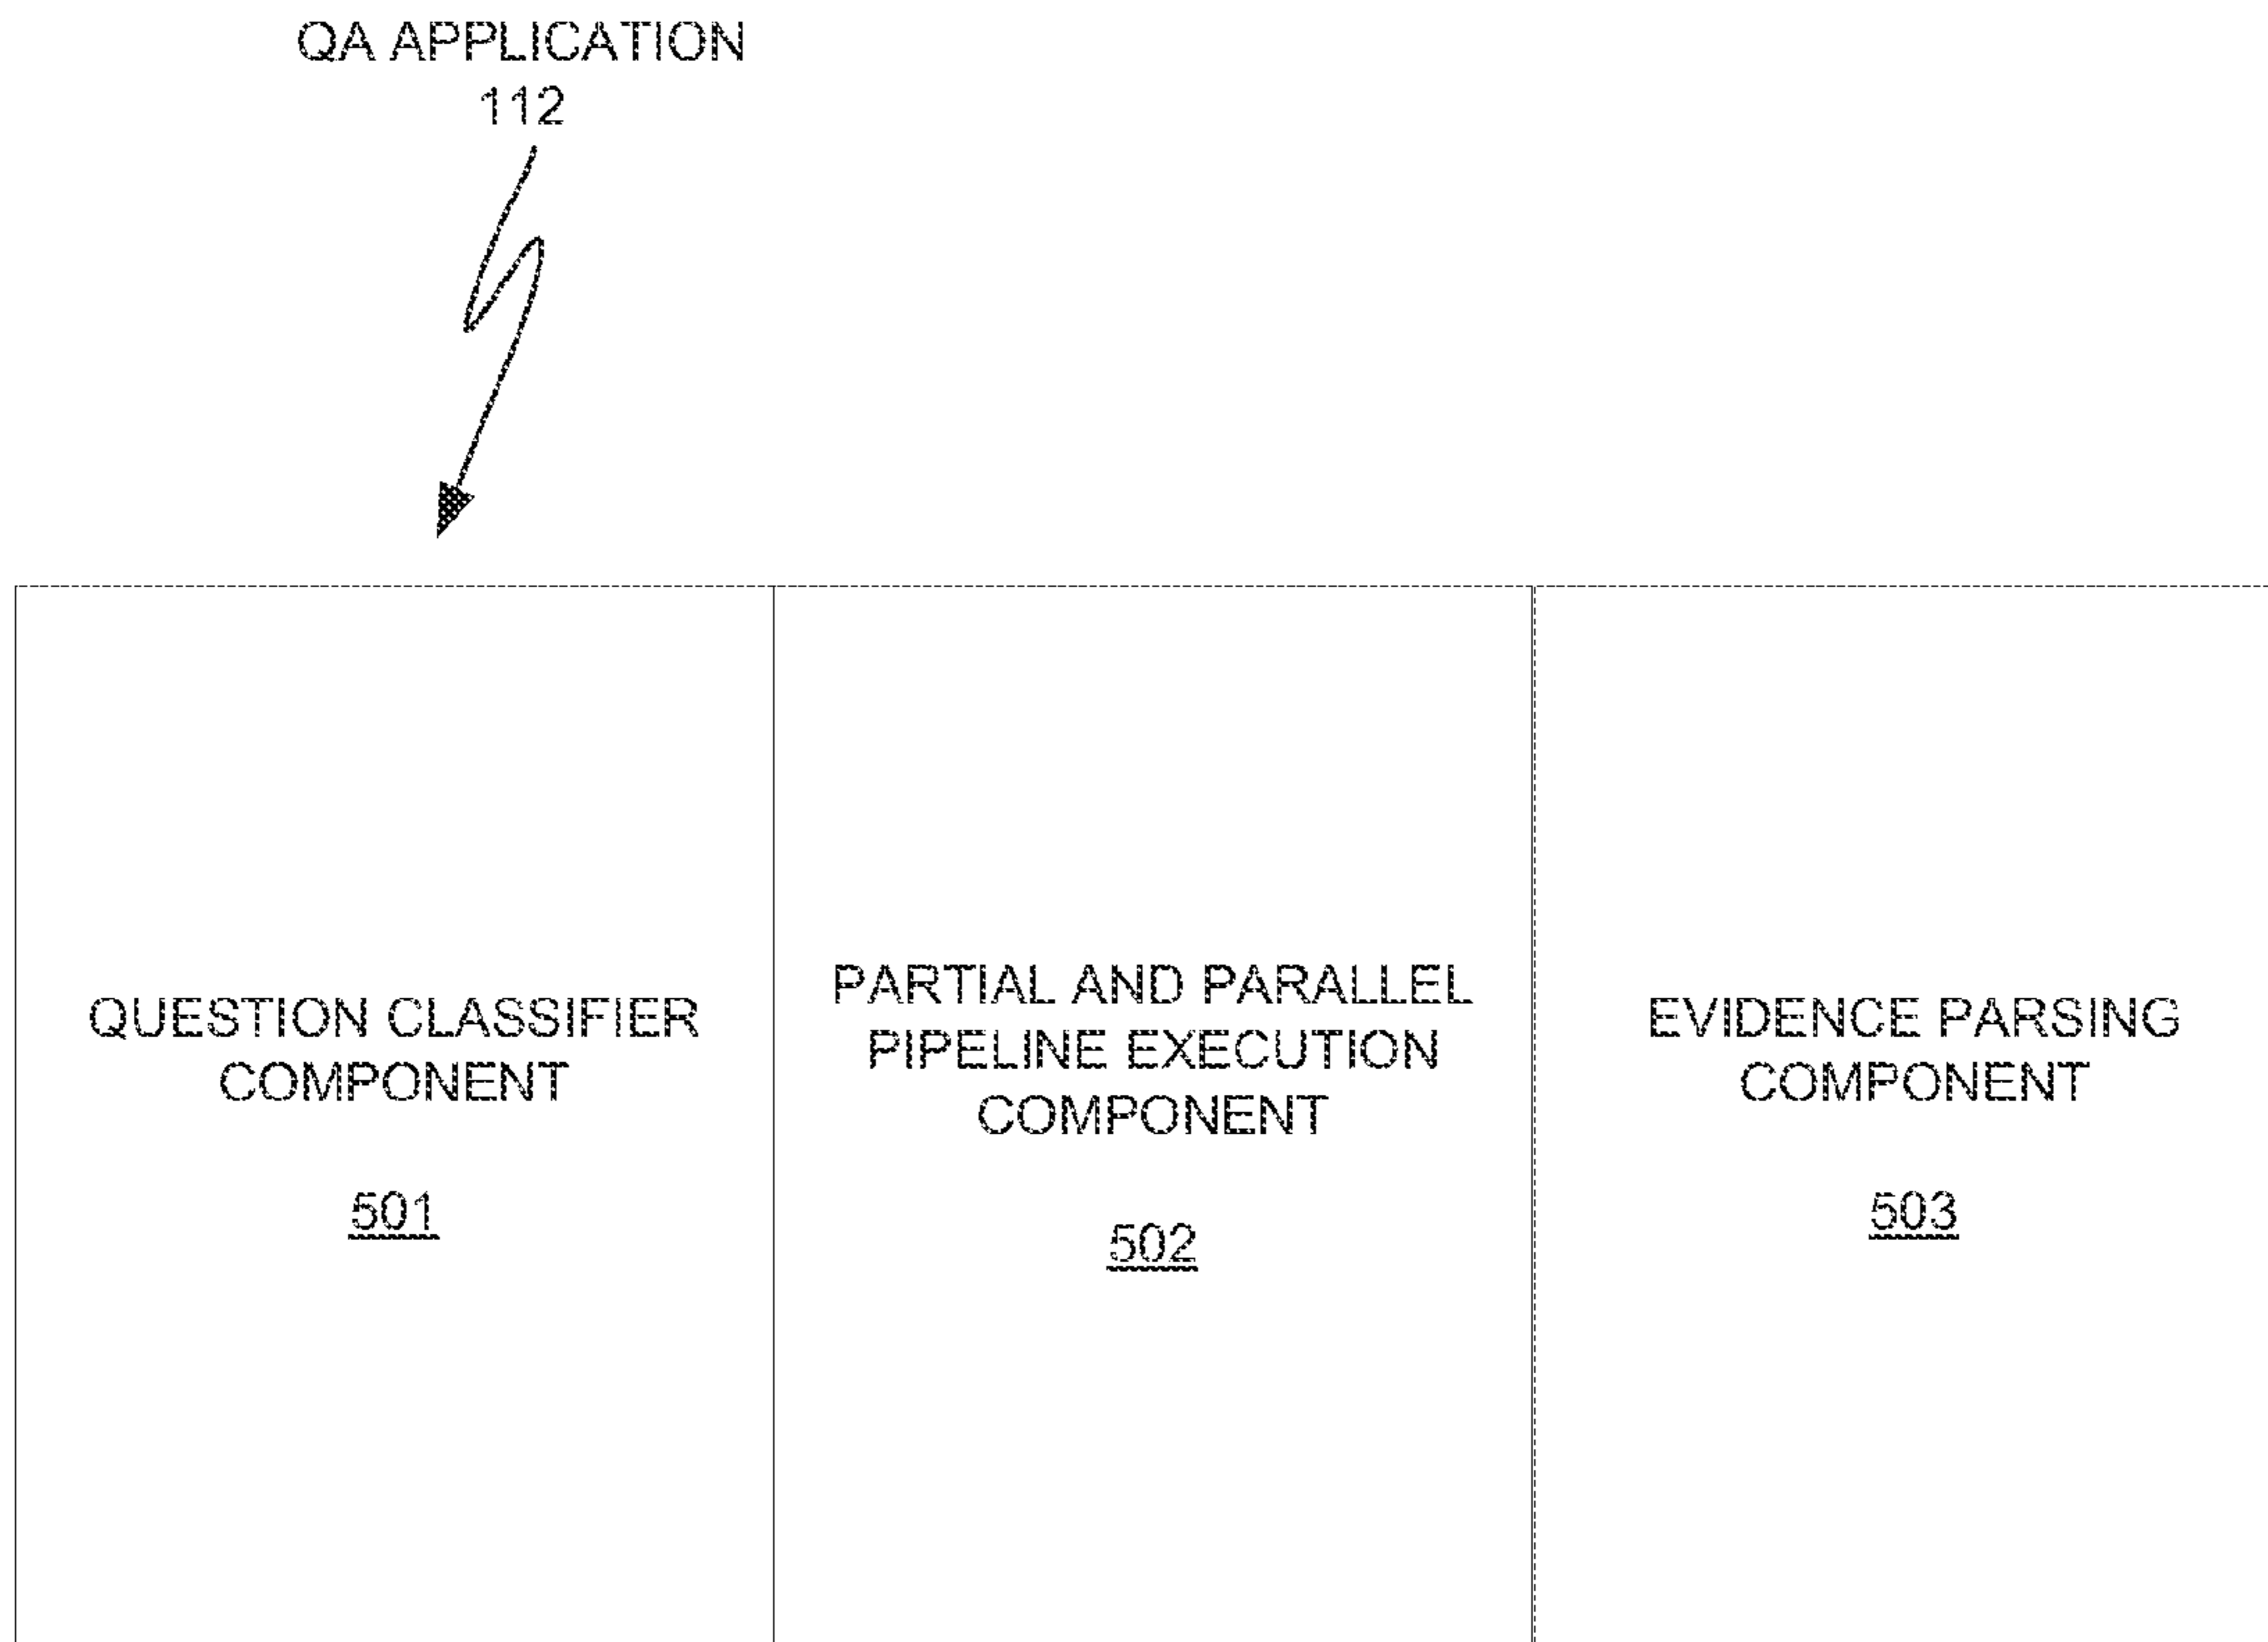 QA APPLICATION
112
QUESTION CLASSIFIER
COMPONENT
501
PARTIAL AND PARALLEL
PIPELINE EXECUTION
COMPONENT
502
EVIDENCE PARSING
COMPONENT
503